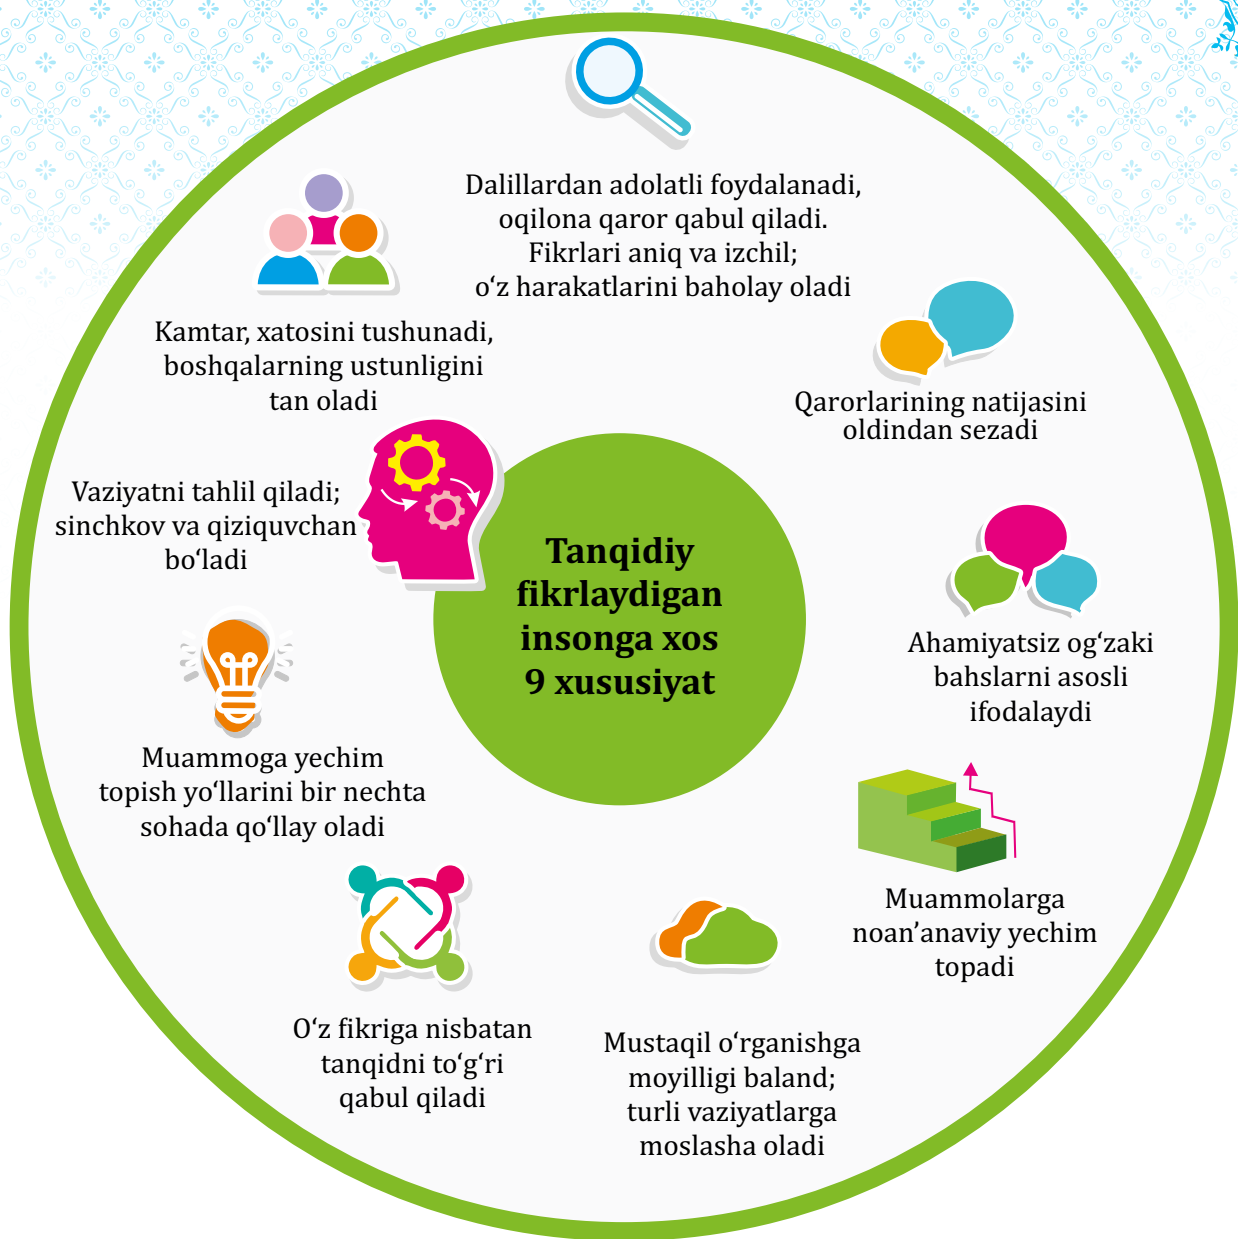 Dalillardan adolatli foydalanadi,
oqilona qaror qabul qiladi.
Fikrlari aniq va izchil;
o‘z harakatlarini baholay oladi
Kamtar, xatosini tushunadi,
boshqalarning ustunligini
tan oladi
Qarorlarining natijasini
oldindan sezadi
Vaziyatni tahlil qiladi;
sinchkov va qiziquvchan
bo‘ladi
Tanqidiy
fikrlaydigan
insonga xos
9 xususiyat
Ahamiyatsiz og‘zaki
bahslarni asosli
ifodalaydi
Muammoga yechim
topish yo‘llarini bir nechta
sohada qo‘llay oladi
Muammolarga
noan’anaviy yechim
topadi
O‘z fikriga nisbatan
tanqidni to‘g‘ri
qabul qiladi
Mustaqil o‘rganishga
moyilligi baland;
turli vaziyatlarga
moslasha oladi